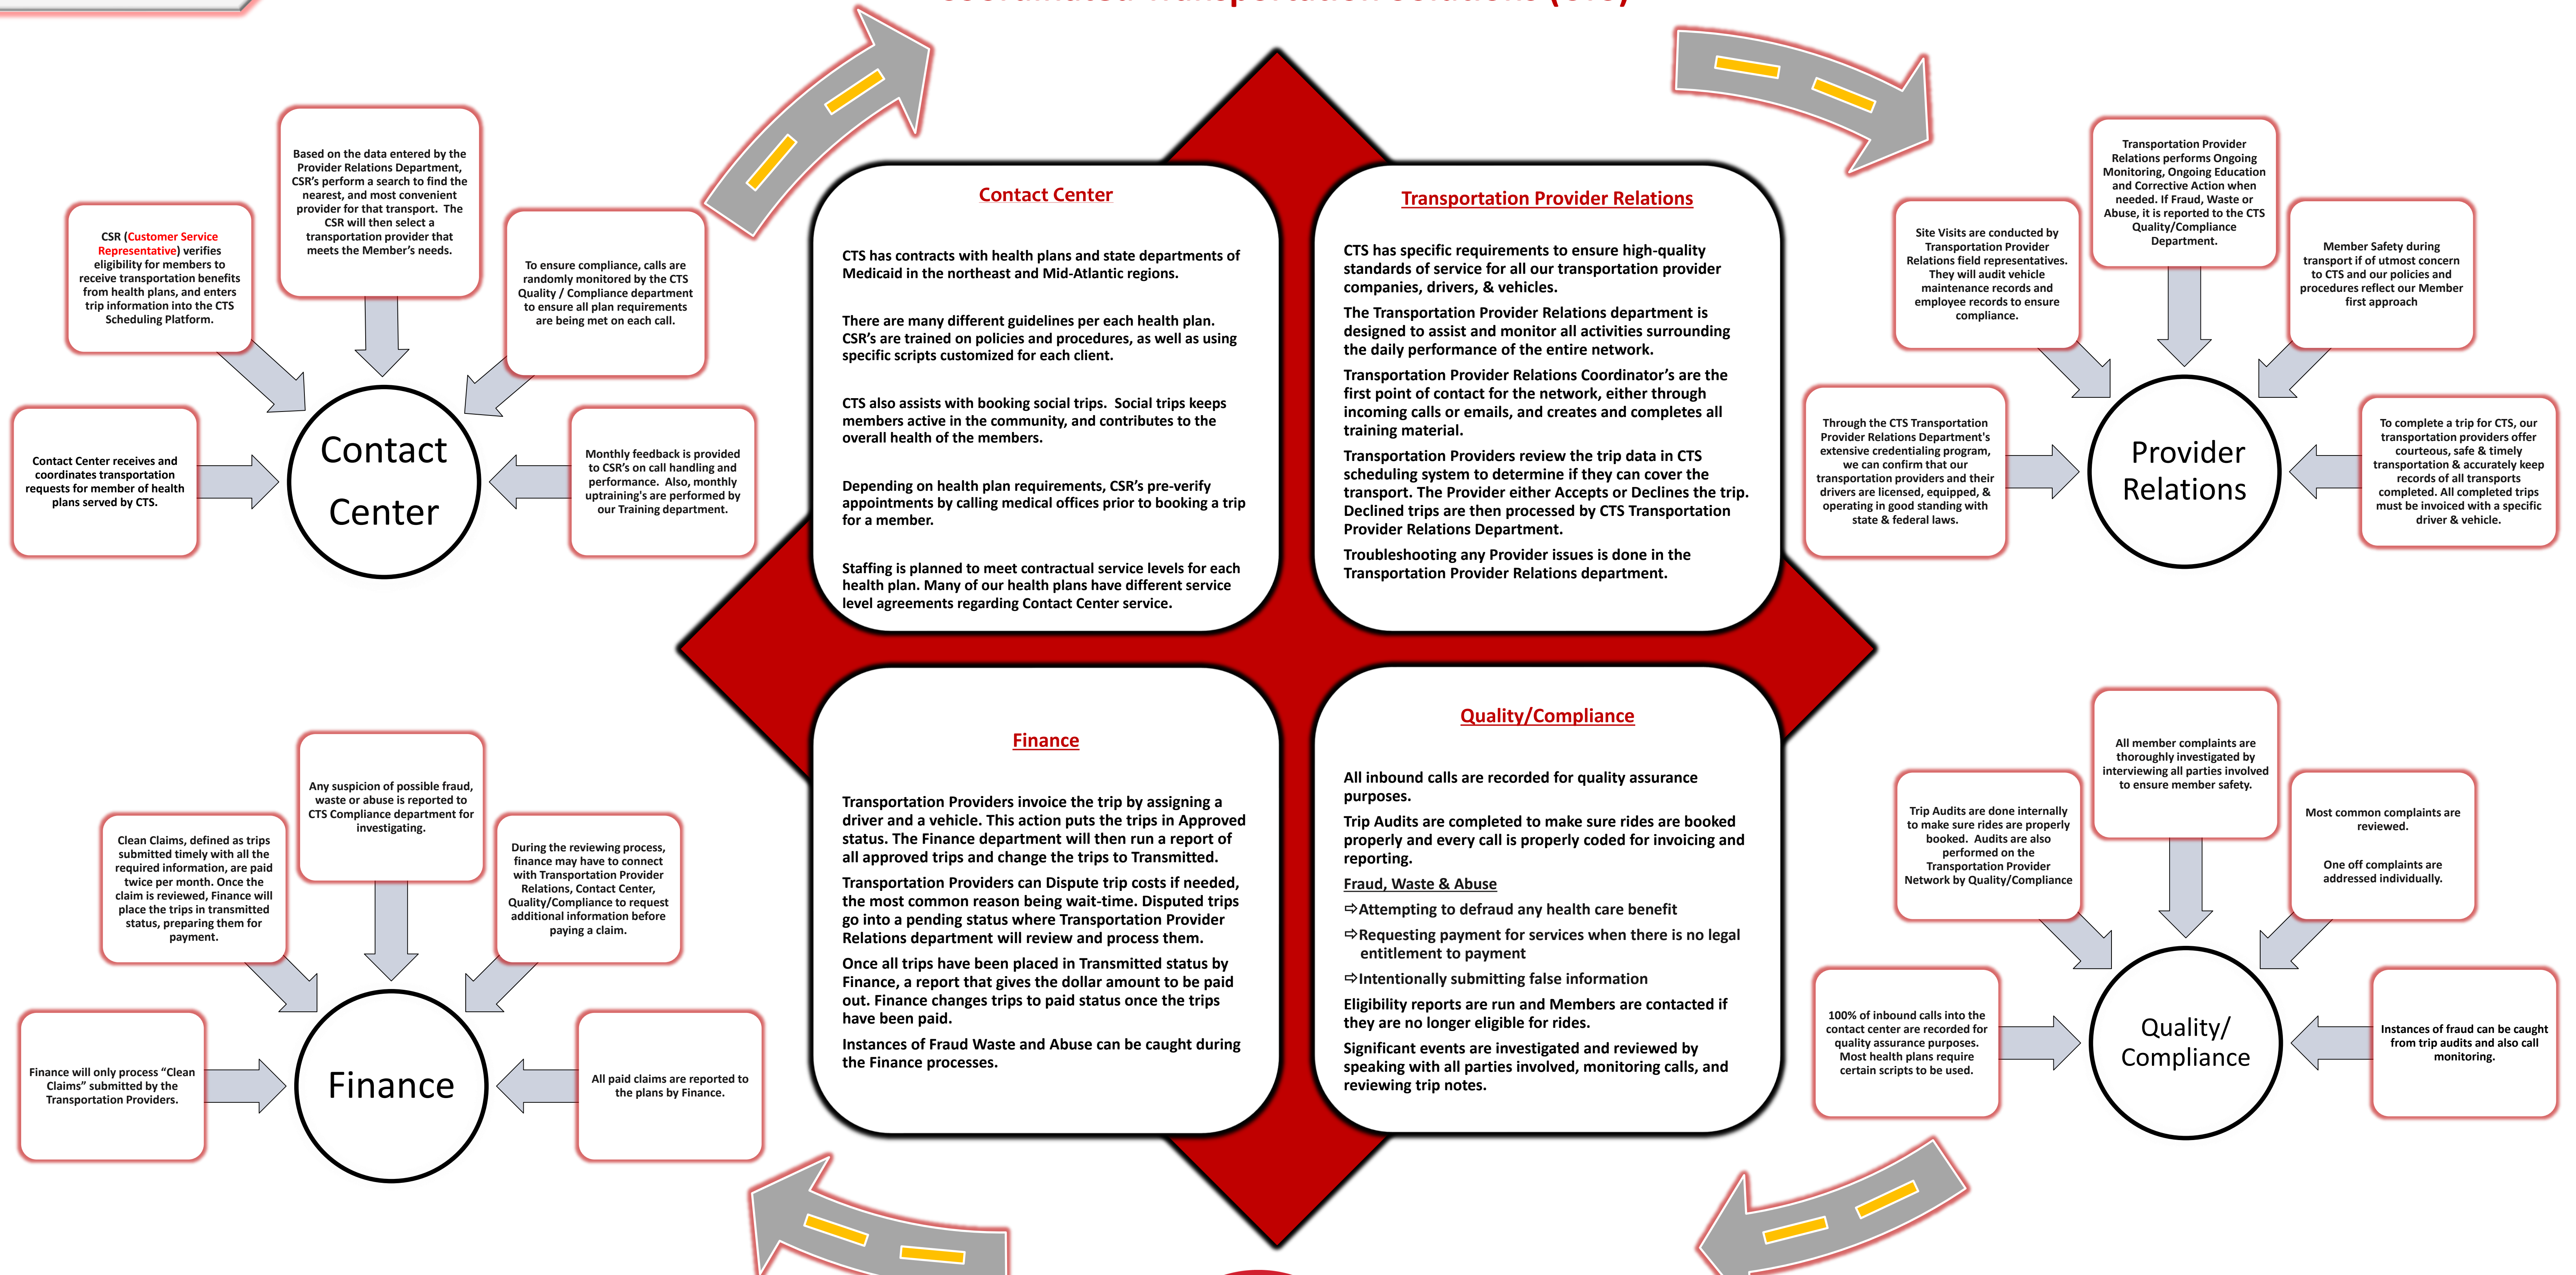 Coordinated Transportation Solutions (CTS)
Based on the data entered by the
Provider Relations Department,
CSR's perform a search to find the
nearest, and most convenient
provider for that transport. The
CSR will then select a
transportation provider that
meets the Member's needs.
CSR (Customer Service
Representative) verifies
eligibility for members to
receive transportation benefits
from health plans, and enters
trip information into the CTS
Scheduling Platform.
To ensure compliance, calls are
randomly monitored by the CTS
Quality / Compliance department
to ensure all plan requirements
are being met on each call.
Contact Center receives and
coordinates transportation
requests for member of health
plans served by CTS.
Contact
Center
Monthly feedback is provided
to CSR's on call handling and
performance. Also, monthly
uptraining's are performed by
our Training department.
Contact Center
CTS has contracts with health plans and state departments of
Medicaid in the northeast and Mid-Atlantic regions.
There are many different guidelines per each health plan.
CSR's are trained on policies and procedures, as well as using
specific scripts customized for each client.
CTS also assists with booking social trips. Social trips keeps
members active in the community, and contributes to the
overall health of the members.
Depending on health plan requirements, CSR's pre-verify
appointments by calling medical offices prior to booking a trip
for a member.
Staffing is planned to meet contractual service levels for each
health plan. Many of our health plans have different service
level agreements regarding Contact Center service.
Transportation Provider Relations
CTS has specific requirements to ensure high-quality
standards of service for all our transportation provider
companies, drivers, & vehicles.
The Transportation Provider Relations department is
designed to assist and monitor all activities surrounding
the daily performance of the entire network.
Transportation Provider Relations Coordinator's are the
first point of contact for the network, either through
incoming calls or emails, and creates and completes all
training material.
Transportation Providers review the trip data in CTS
scheduling system to determine if they can cover the
transport. The Provider either Accepts or Declines the trip.
Declined trips are then processed by CTS Transportation
Provider Relations Department.
Troubleshooting any Provider issues is done in the
Transportation Provider Relations department.
Transportation Provider
Relations performs Ongoing
Monitoring, Ongoing Education
and Corrective Action when
needed. If Fraud, Waste or
Abuse, it is reported to the CTS
Quality/Compliance
Department.
Site Visits are conducted by
Transportation Provider
Relations field representatives.
They will audit vehicle
maintenance records and
employee records to ensure
compliance.
Member Safety during
transport if of utmost concern
to CTS and our policies and
procedures reflect our Member
first approach
Through the CTS Transportation
Provider Relations Department's
extensive credentialing program,
we can confirm that our
transportation providers and their
drivers are licensed, equipped, &
operating in good standing with
state & federal laws.
Provider
Relations
To complete a trip for CTS, our
transportation providers offer
courteous, safe & timely
transportation & accurately keep
records of all transports
completed. All completed trips
must be invoiced with a specific
driver & vehicle.
Any suspicion of possible fraud,
waste or abuse is reported to
CTS Compliance department for
investigating.
Clean Claims, defined as trips
submitted timely with all the
required information, are paid
twice per month. Once the
claim is reviewed, Finance will
place the trips in transmitted
status, preparing them for
payment.
During the reviewing process,
finance may have to connect
with Transportation Provider
Relations, Contact Center,
Quality/Compliance to request
additional information before
paying a claim.
Finance will only process “Clean
Claims” submitted by the
Transportation Providers.
Finance
All paid claims are reported to
the plans by Finance.
Finance
Transportation Providers invoice the trip by assigning a
driver and a vehicle. This action puts the trips in Approved
status. The Finance department will then run a report of
all approved trips and change the trips to Transmitted.
Transportation Providers can Dispute trip costs if needed,
the most common reason being wait-time. Disputed trips
go into a pending status where Transportation Provider
Relations department will review and process them.
Once all trips have been placed in Transmitted status by
Finance, a report that gives the dollar amount to be paid
out. Finance changes trips to paid status once the trips
have been paid.
Instances of Fraud Waste and Abuse can be caught during
the Finance processes.
Quality/Compliance
All inbound calls are recorded for quality assurance
purposes.
Trip Audits are completed to make sure rides are booked
properly and every call is properly coded for invoicing and
reporting.
Fraud, Waste & Abuse
⇨Attempting to defraud any health care benefit
⇨Requesting payment for services when there is no legal
entitlement to payment
⇨Intentionally submitting false information
Eligibility reports are run and Members are contacted if
they are no longer eligible for rides.
Significant events are investigated and reviewed by
speaking with all parties involved, monitoring calls, and
reviewing trip notes.
All member complaints are
thoroughly investigated by
interviewing all parties involved
to ensure member safety.
Trip Audits are done internally
to make sure rides are properly
booked. Audits are also
performed on the
Transportation Provider
Network by Quality/Compliance
Most common complaints are
reviewed.
One off complaints are
addressed individually.
100% of inbound calls into the
contact center are recorded for
quality assurance purposes.
Most health plans require
certain scripts to be used.
Quality/
Compliance
Instances of fraud can be caught
from trip audits and also call
monitoring.